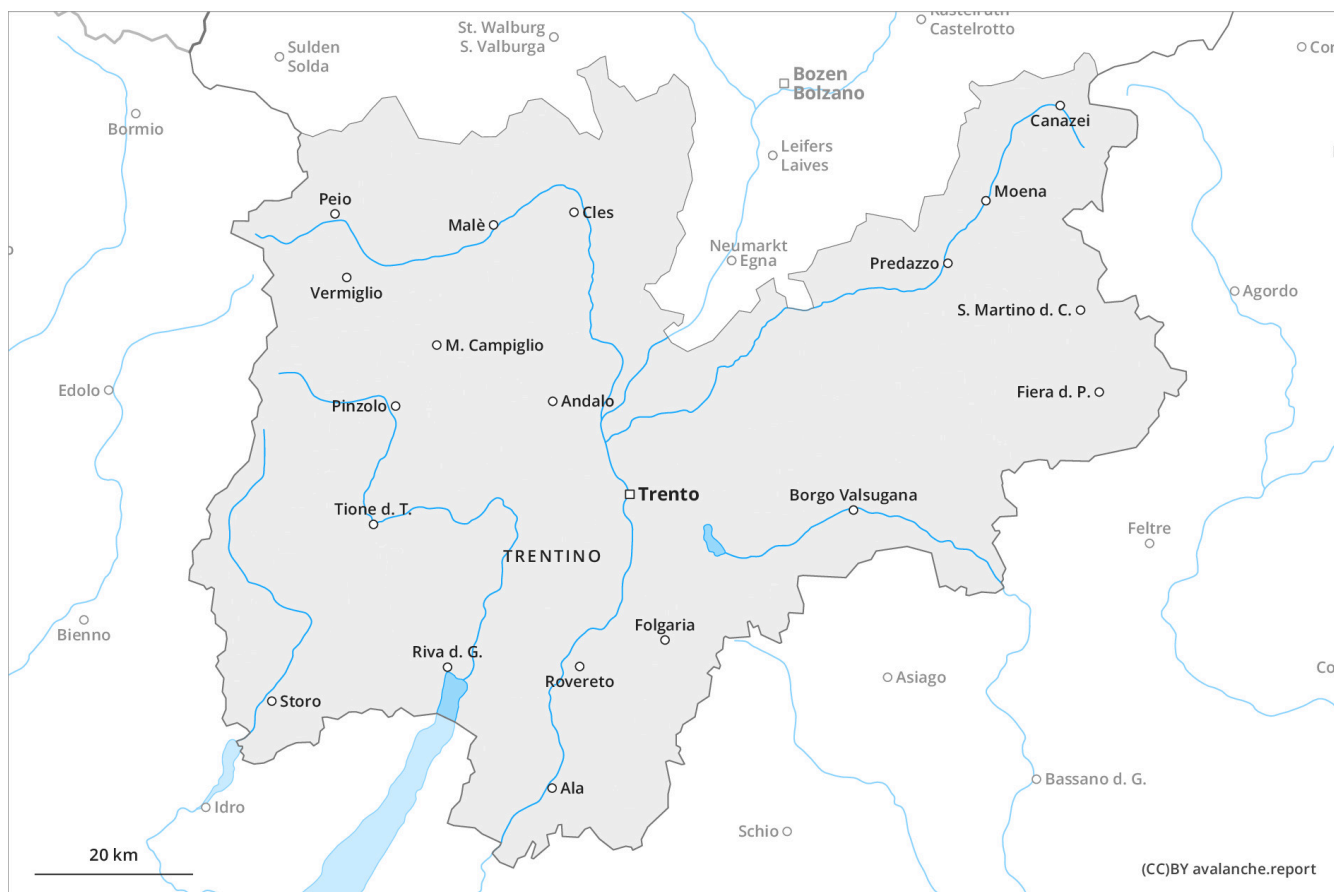 St. Walburg
S. Valburga
Castelrotto
Sulden
Solda
Bozen
Bolzano
Bormio
Canazei
Leifers
Laives
Peio
Malè
Cles
Moena
Neumarkt
Egna
Predazzo
Vermiglio
Agordo
S. Martino d. C.
M. Campiglio
Edolo
Pinzolo
Andalo
Fiera d. P.
Trento
Borgo Valsugana
Tione d. T.
Feltre
TRENTINO
Bienno
Folgaria
Riva d. G.
Rovereto
Asiago
Storo
Idro
Ala
Bassano d. G.
Schio
20 km
(CC)BY avalanche.report